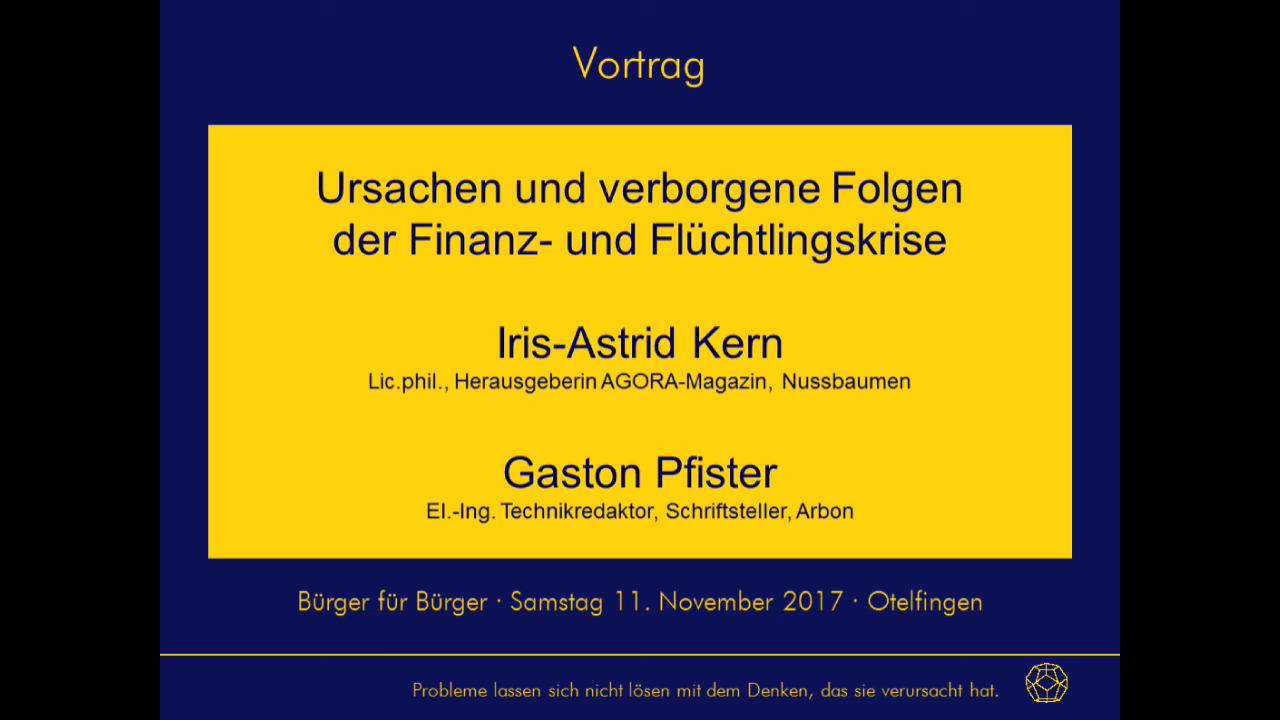 Vortrag
Ursachen und verborgene Folgen
der Finanz- und Flüchtlingskrise
Iris-Astrid Kern
Lic.phil., Herausgeberin AGORA-Magazin, Nussbaumen
Gaston Pfister
El.-Ing. Technikredaktor, Schriftsteller, Arbon
Bürger für Bürger · Samstag 11. November 2017 · Otelfingen
Probleme lassen sich nicht lösen mit dem Denken, das sie verursacht hat.